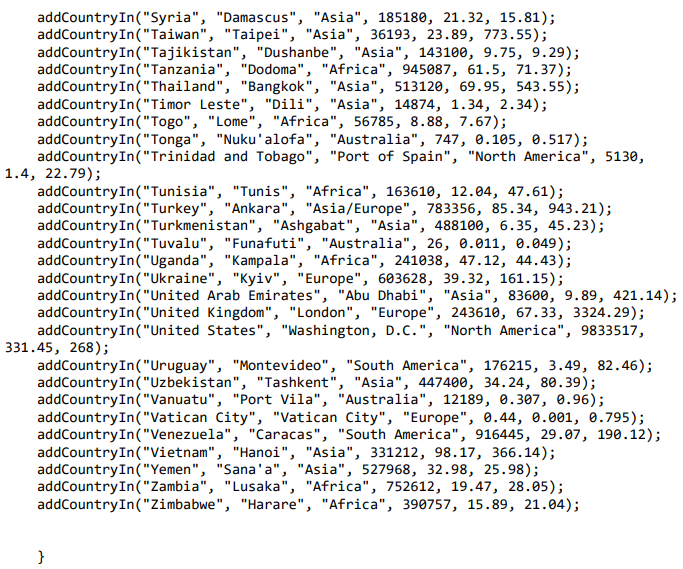 addCountryIn("Syria", "Damascus", "Asia", 185180, 21.32, 15.81);
addCountryIn("Taiwan", "Taipei", "Asia", 36193, 23.89, 773.55);
addCountryIn("Tajikistan", "Dushanbe", "Asia", 143100, 9.75, 9.29);
addCountryIn("Tanzania", "Dodoma", "Africa", 945087, 61.5, 71.37);
addCountryIn("Thailand", "Bangkok", "Asia", 513120, 69.95, 543.55);
addCountryIn("Timor Leste", "Dili", "Asia", 14874, 1.34, 2.34);
addCountryIn("Togo", "Lome", "Africa", 56785, 8.88, 7.67);
addCountryIn("Tonga", "Nuku'alofa", "Australia", 747, 0.105, 0.517);
addCountryIn("Trinidad and Tobago", "Port of Spain", "North America", 5130,
1.4, 22.79);
addCountryIn("Tunisia", "Tunis", "Africa", 163610, 12.04, 47.61);
addCountryIn("Turkey", "Ankara", "Asia/Europe", 783356, 85.34, 943.21);
addCountryIn("Turkmenistan", "Ashgabat", "Asia", 488100, 6.35, 45.23);
addCountryIn("Tuvalu", "Funafuti", "Australia", 26, 0.011, 0.049);
addCountryIn("Uganda", "Kampala", "Africa", 241038, 47.12, 44.43);
addCountryIn("Ukraine", "Kyiv", "Europe", 603628, 39.32, 161.15);
addCountryIn("United Arab Emirates", "Abu Dhabi", "Asia", 83600, 9.89, 421.14);
addCountryIn("United Kingdom", "London", "Europe", 243610, 67.33, 3324.29);
addCountryIn("United States", "Washington, D.C.", "North America", 9833517,
331.45, 268);
addCountryIn("Uruguay", "Montevideo", "South America", 176215, 3.49, 82.46);
addCountryIn("Uzbekistan", "Tashkent", "Asia", 447400, 34.24, 80.39);
addCountryIn("Vanuatu", "Port Vila", "Australia", 12189, 0.307, 0.96);
addCountryIn("Vatican City", "Vatican City", "Europe", 0.44, 0.001, 0.795);
addCountryIn("Venezuela", "Caracas", "South America", 916445, 29.07, 190.12);
addCountryIn("Vietnam", "Hanoi", "Asia", 331212, 98.17, 366.14);
addCountryIn("Yemen", "Sana'a", "Asia", 527968, 32.98, 25.98);
addCountryIn("Zambia", "Lusaka", "Africa", 752612, 19.47, 28.05);
addCountryIn("Zimbabwe", "Harare", "Africa", 390757, 15.89, 21.04);
}